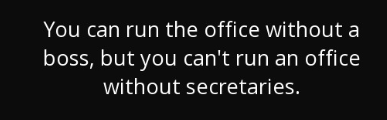 You can run the office without a
boss, but you can't run an office
without secretaries.